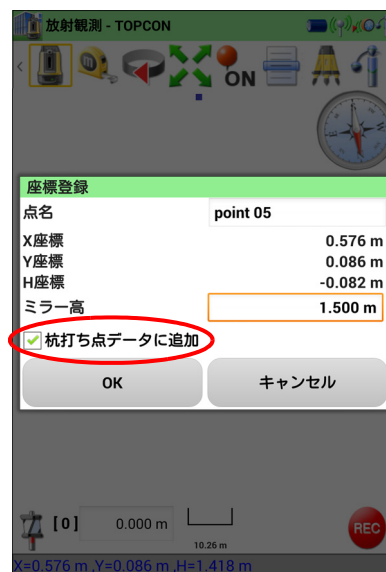 放射観測 - TOPCON
ON
座標登録
点名 point 05
X座標 0.576 m
Y座標 0.086 m
H座標 -0.082 m
ミラー高 1.500 m
杭打ち点データに追加
OK キャンセル
[0] 0.000 m
10.26 m
REC
X=0.576 m ,Y=0.086 m ,H=1.418 m